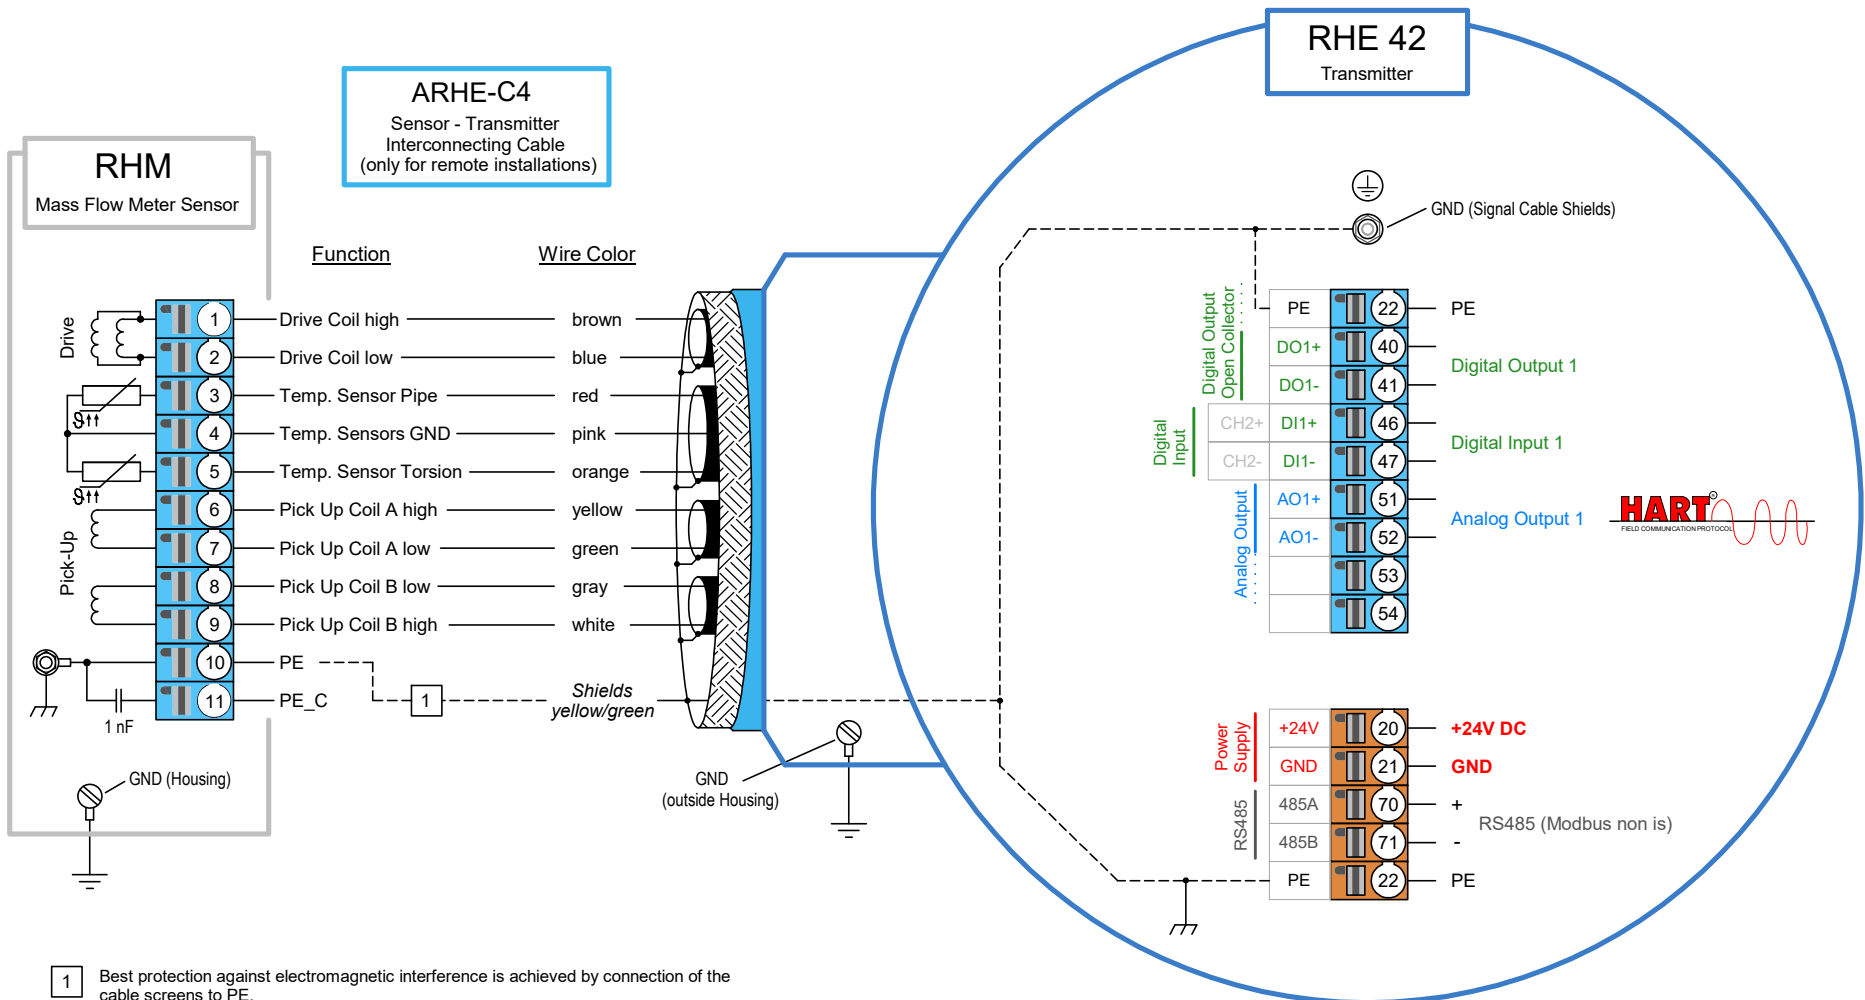 RHE 42
Transmitter
ARHE-C4
Sensor - Transmitter
Interconnecting Cable
(only for remote installations)
RHM
Mass Flow Meter Sensor
GND (Signal Cable Shields)
Function Wire Color
Drive
1 Drive Coil high brown
2 Drive Coil low blue
3 Temp. Sensor Pipe red
ϑ↑↑
4 Temp. Sensors GND pink
5 Temp. Sensor Torsion orange
ϑ↑↑
Pick-Up
6 Pick Up Coil A high yellow
7 Pick Up Coil A low green
8 Pick Up Coil B low gray
9 Pick Up Coil B high white
10 PE
11 PE_C 1 Shields
yellow/green
1 nF
GND (Housing)
GND
(outside Housing)
Digital Output
Open Collector
PE 22 PE
DO1+ 40
Digital Output 1
DO1- 41
Digital
Input
CH2+ DI1+ 46
Digital Input 1
CH2- DI1- 47
Analog Output
AO1+ 51
Analog Output 1
AO1- 52
53
54
HART®
FIELD COMMUNICATION PROTOCOL
Power
Supply
+24V 20 +24V DC
GND 21 GND
RS485
485A 70 +
RS485 (Modbus non is)
485B 71 -
PE 22 PE
1 Best protection against electromagnetic interference is achieved by connection of the
cable screens to PE.